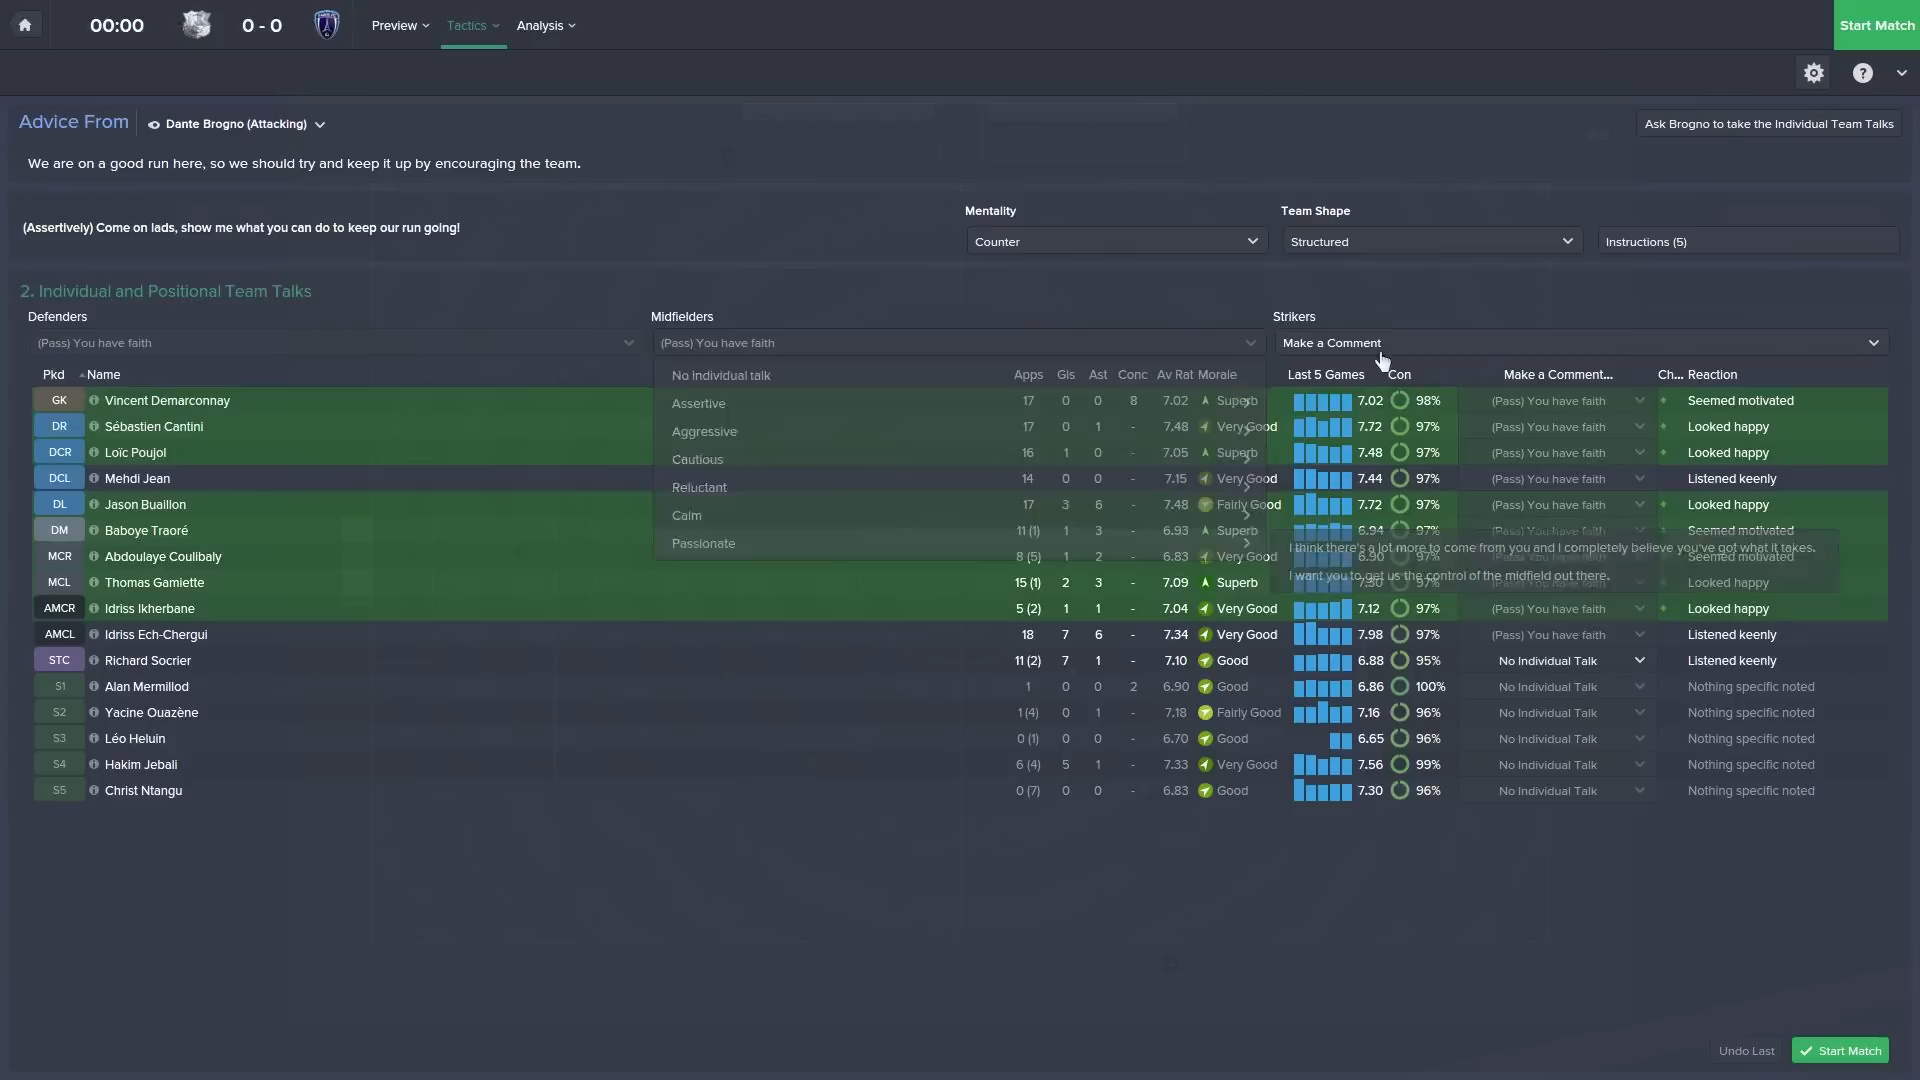 00:00 0 - 0 Preview Tactics Analysis Start Match
Advice From Dante Brogno (Attacking) Ask Brogno to take the Individual Team Talks
We are on a good run here, so we should try and keep it up by encouraging the team.
Mentality Team Shape
(Assertively) Come on lads, show me what you can do to keep our run going!
Counter Structured Instructions (5)
2. Individual and Positional Team Talks
Defenders Midfielders Strikers
(Pass) You have faith (Pass) You have faith Make a Comment
Pkd Name No individual talk Apps Gls Ast Conc Av Rat Morale Last 5 Games Con Make a Comment... Ch... Reaction
GK Vincent Demarconnay Assertive 17 0 0 8 7.02 Superb 7.02 98% (Pass) You have faith Seemed motivated
DR Sébastien Cantini Aggressive 17 0 1 - 7.48 Very Good 7.72 97% (Pass) You have faith Looked happy
DCR Loïc Poujol Cautious 16 1 0 - 7.05 Superb 7.48 97% (Pass) You have faith Looked happy
DCL Mehdi Jean Reluctant 14 0 0 - 7.15 Very Good 7.44 97% (Pass) You have faith Listened keenly
DL Jason Buaillon Calm 17 3 6 - 7.48 Fairly Good 7.72 97% (Pass) You have faith Looked happy
DM Baboye Traoré Passionate 11 (1) 1 3 - 6.93 Superb 6.94 97% (Pass) You have faith Seemed motivated
I think there's a lot more to come from you and I completely believe you've got what it takes.
MCR Abdoulaye Coulibaly 8 (5) 1 2 - 6.83 Very Good 6.90 97% Seemed motivated
I want you to get us the control of the midfield out there.
MCL Thomas Gamiette 15 (1) 2 3 - 7.09 Superb 7.30 97% Looked happy
AMCR Idriss Ikherbane 5 (2) 1 1 - 7.04 Very Good 7.12 97% (Pass) You have faith Looked happy
AMCL Idriss Ech-Chergui 18 7 6 - 7.34 Very Good 7.98 97% (Pass) You have faith Listened keenly
STC Richard Socrier 11 (2) 7 1 - 7.10 Good 6.88 95% No Individual Talk Listened keenly
S1 Alan Mermillod 1 0 0 2 6.90 Good 6.86 100% No Individual Talk Nothing specific noted
S2 Yacine Ouazène 1 (4) 0 1 - 7.18 Fairly Good 7.16 96% No Individual Talk Nothing specific noted
S3 Léo Heluin 0 (1) 0 0 - 6.70 Good 6.65 96% No Individual Talk Nothing specific noted
S4 Hakim Jebali 6 (4) 5 1 - 7.33 Very Good 7.56 99% No Individual Talk Nothing specific noted
S5 Christ Ntangu 0 (7) 0 0 - 6.83 Good 7.30 96% No Individual Talk Nothing specific noted
Undo Last Start Match